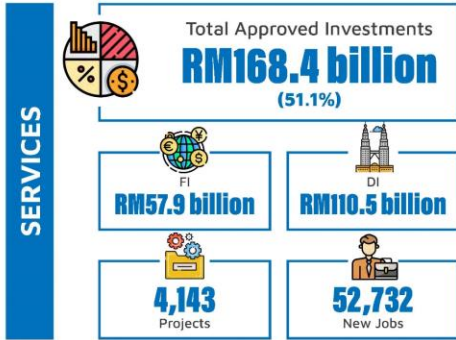 SERVICES
Total Approved Investments
RM168.4 billion
(51.1%)
FI
RM57.9 billion
DI
RM110.5 billion
4,143
Projects
52,732
New Jobs